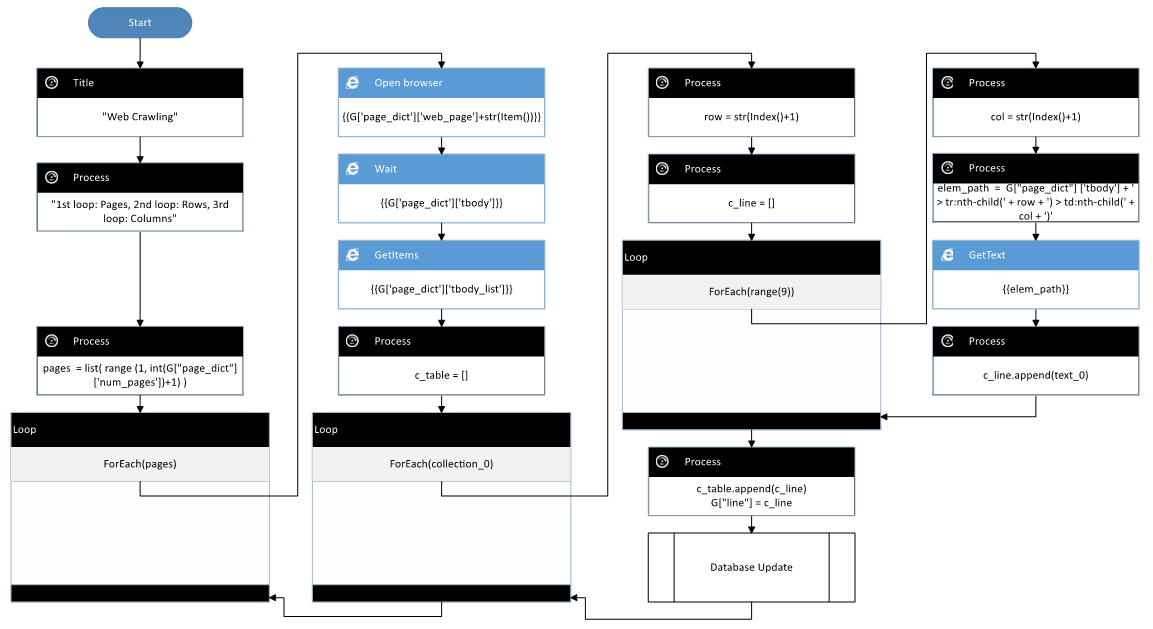 Start
Title
"Web Crawling"
Process
"1st loop: Pages, 2nd loop: Rows, 3rd
loop: Columns"
Process
pages  = list( range (1, int(G["page_dict"]
['num_pages'])+1) )
Loop
ForEach(pages)
Open browser
{{G['page_dict']['web_page']+str(Item())}}
Wait
{{G['page_dict']['tbody']}}
GetItems
{{G['page_dict']['tbody_list']}}
Process
c_table = []
Loop
ForEach(collection_0)
Process
row = str(Index()+1)
Process
c_line = []
Loop
ForEach(range(9))
Process
c_table.append(c_line)
G["line"] = c_line
Database Update
Process
col = str(Index()+1)
Process
elem_path  =  G["page_dict"] ['tbody'] + '
> tr:nth-child(' + row + ') > td:nth-child(' +
col + ')'
GetText
{{elem_path}}
Process
c_line.append(text_0)